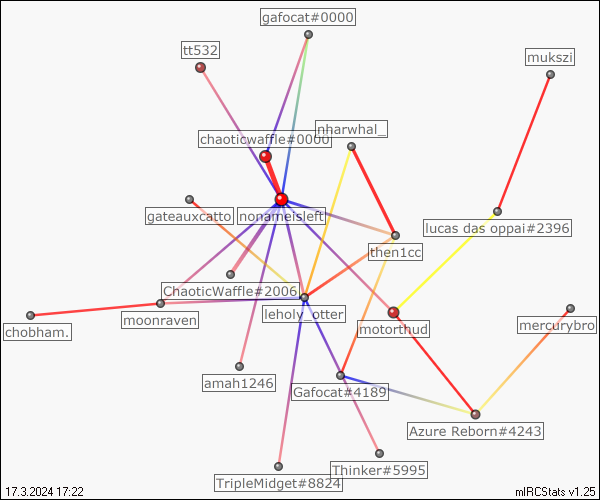 gafocat#0000
tt532
mukszi
nharwhal_
chaoticwaffle#0000
gateauxcatto
nonameisleft
lucas das oppai#2396
then1cc
ChaoticWaffle#2006
leholy_otter
moonraven
chobham.
motorthud
mercurybro
amah1246
Gafocat#4189
Azure Reborn#4243
Thinker#5995
TripleMidget#8824
17.3.2024 17:22
mIRCStats v1.25